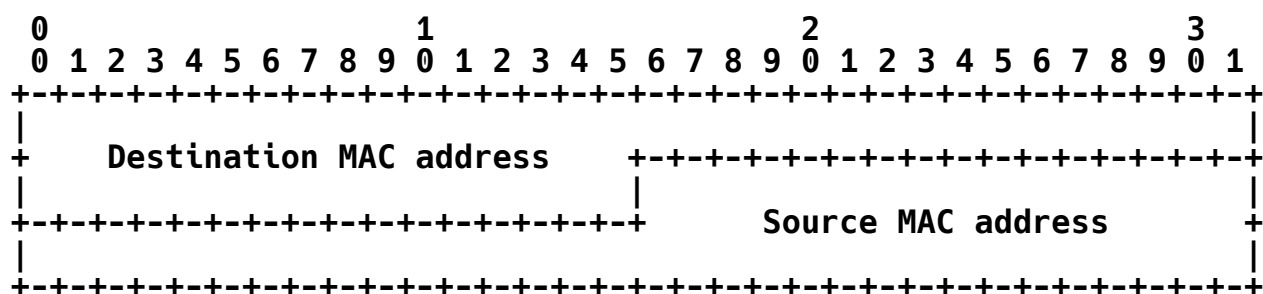 0                   1                   2                   3
 0 1 2 3 4 5 6 7 8 9 0 1 2 3 4 5 6 7 8 9 0 1 2 3 4 5 6 7 8 9 0 1
+-+-+-+-+-+-+-+-+-+-+-+-+-+-+-+-+-+-+-+-+-+-+-+-+-+-+-+-+-+-+-+-+
|                                                               |
+    Destination MAC address    +-+-+-+-+-+-+-+-+-+-+-+-+-+-+-+-+
|                               |                               |
+-+-+-+-+-+-+-+-+-+-+-+-+-+-+-+-+      Source MAC address       +
|                                                               |
+-+-+-+-+-+-+-+-+-+-+-+-+-+-+-+-+-+-+-+-+-+-+-+-+-+-+-+-+-+-+-+-+